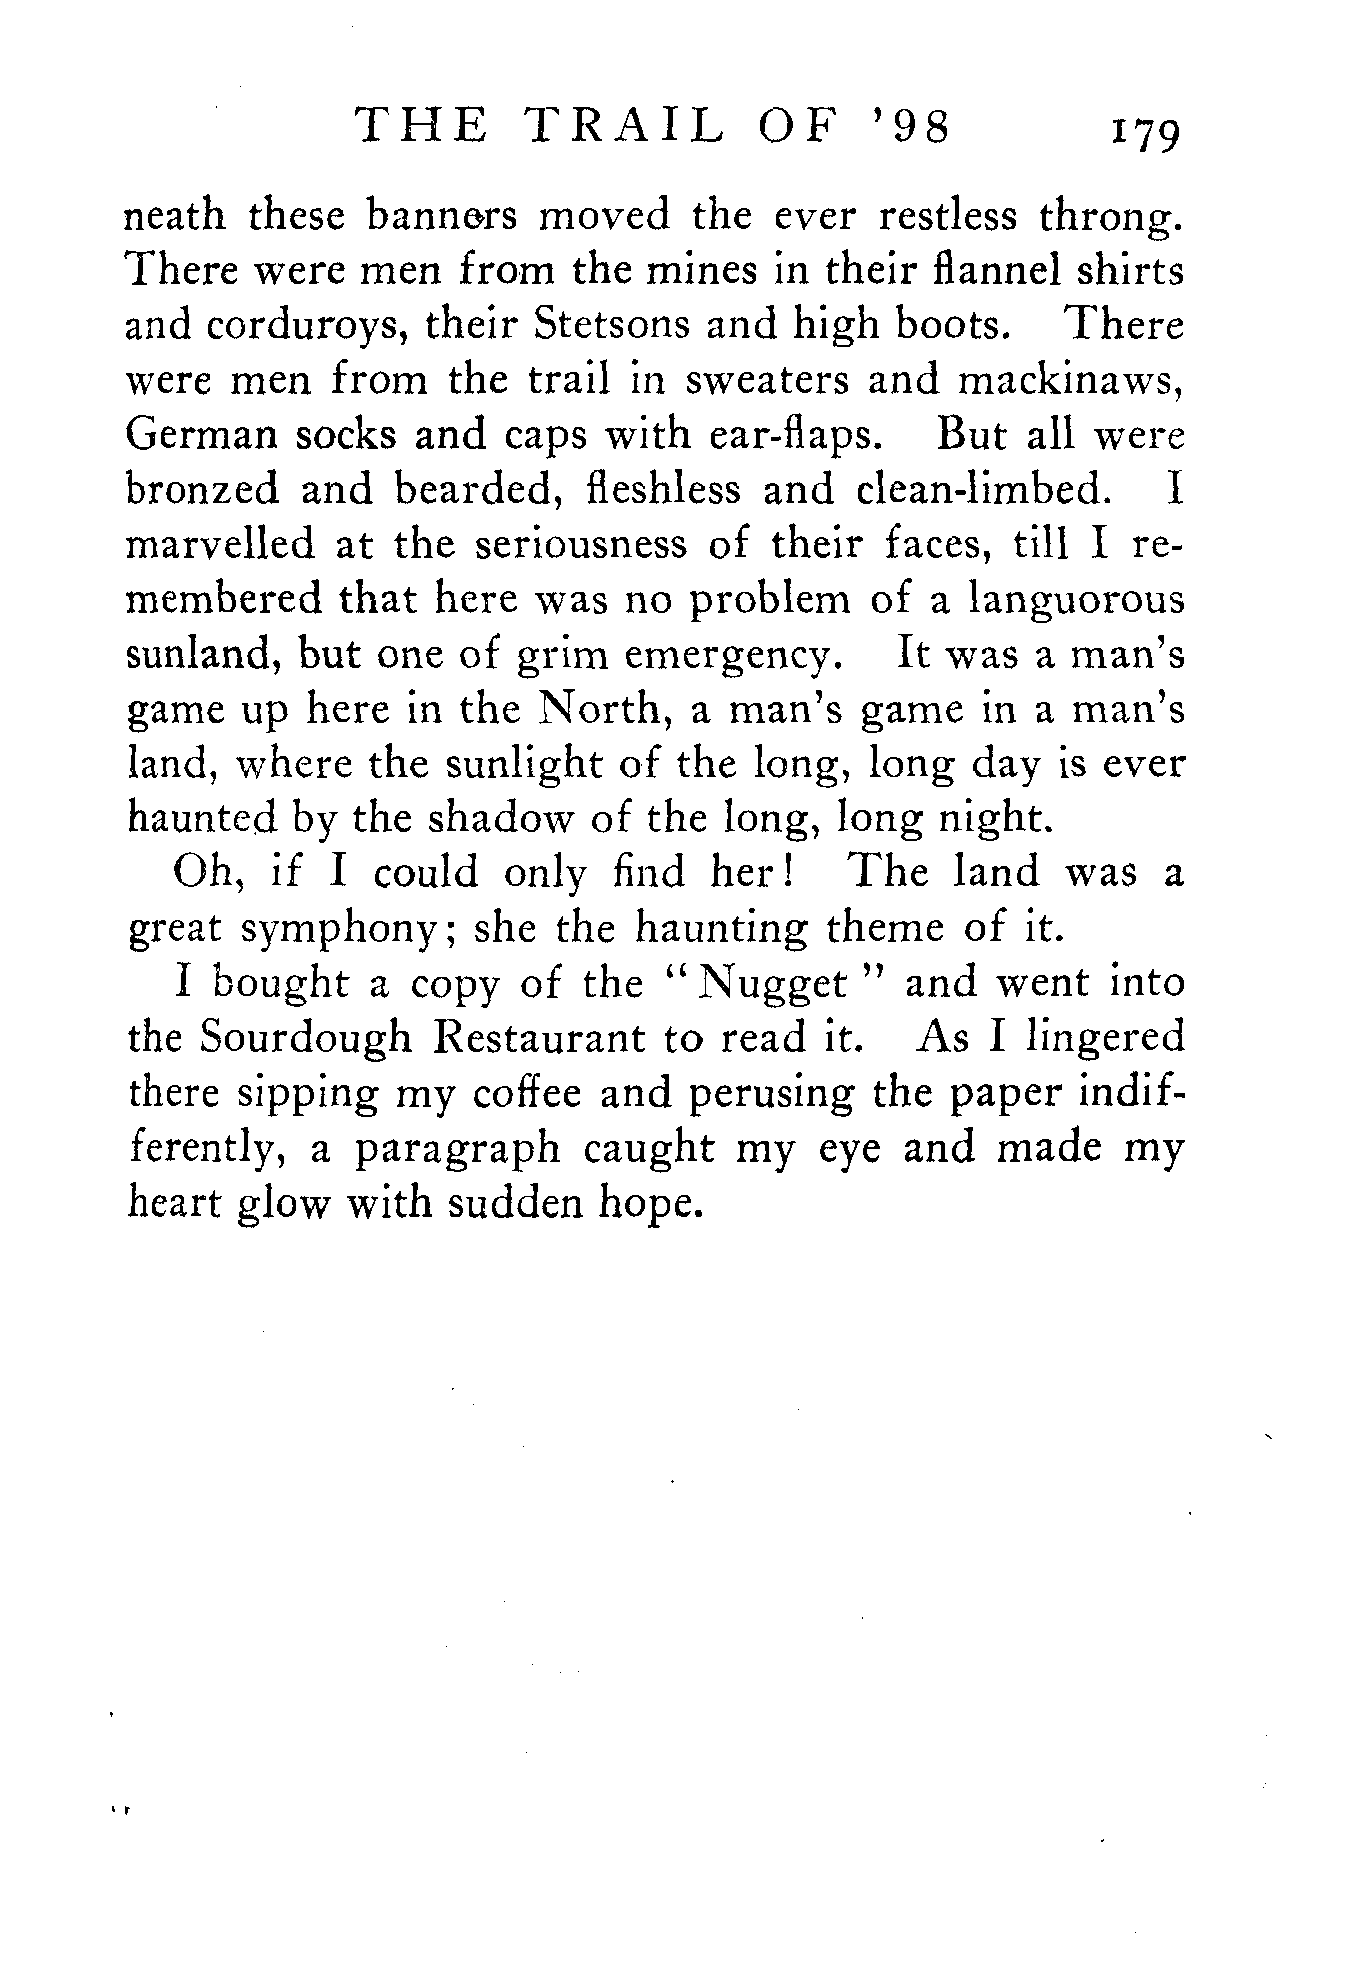 THE TRAIL OF '98 179
neath these banners moved the ever restless throng.
There were men from the mines in their flannel shirts
and corduroys, their Stetsons and high boots. There
were men from the trail in sweaters and mackinaws,
German socks and caps with ear-flaps. But all were
bronzed and bearded, fleshless and clean-limbed. I
marvelled at the seriousness of their faces, till I re-
membered that here was no problem of a languorous
sunland, but one of grim emergency. It was a man's
game up here in the North, a man's game in a man's
land, where the sunlight of the long, long day is ever
haunted by the shadow of the long, long night.
Oh, if I could only find her! The land was a
great symphony; she the haunting theme of it.
I bought a copy of the "Nugget" and went into
the Sourdough Restaurant to read it. As I lingered
there sipping my coffee and perusing the paper indif-
ferently, a paragraph caught my eye and made my
heart glow with sudden hope.